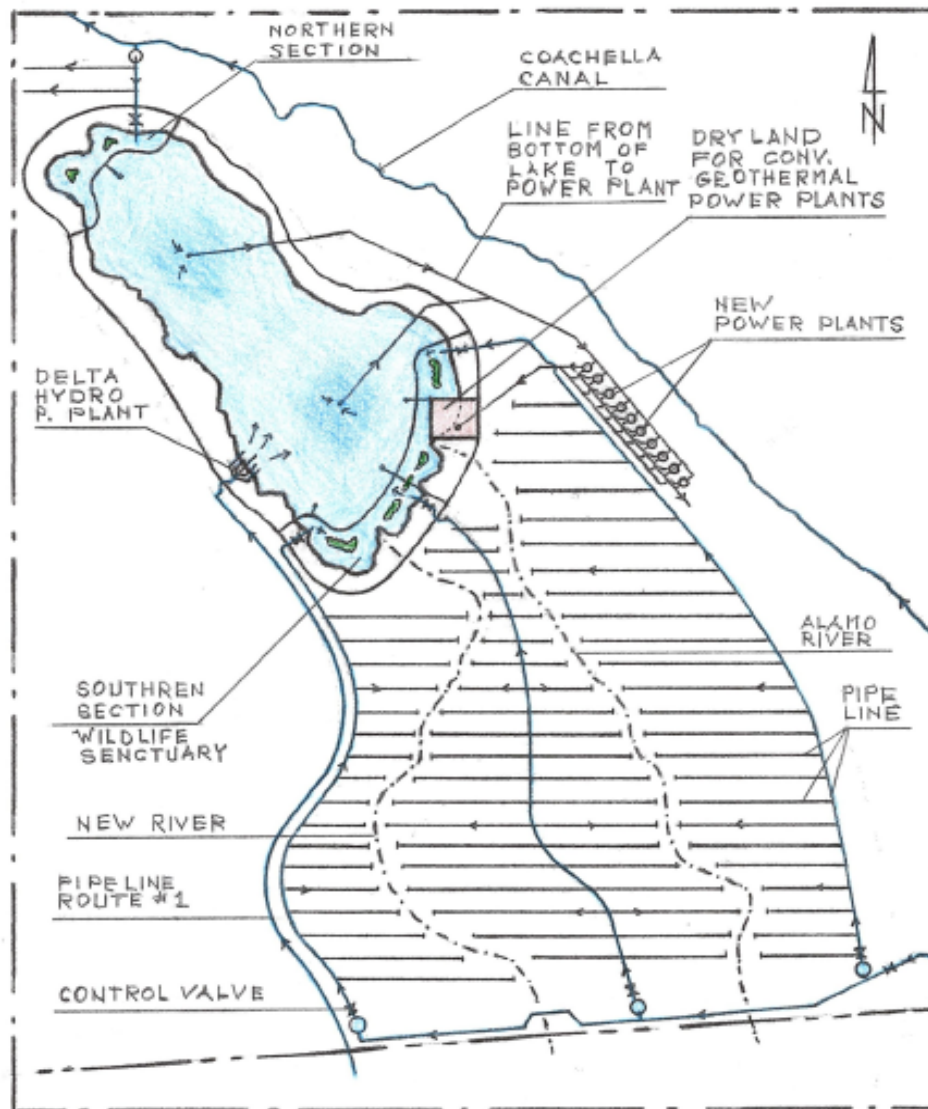 NORTHERN
SECTION
COACHELLA
CANAL
N
LINE FROM
BOTTOM OF
LAKE TO
POWER PLANT
DRY LAND
FOR CONV.
GEOTHERMAL
POWER PLANTS
NEW
POWER PLANTS
DELTA
HYDRO
P. PLANT
ALAMO
RIVER
SOUTHREN
SECTION
WILDLIFE
SENCTUARY
PIPE
LINE
NEW RIVER
PIPELINE
ROUTE #1
CONTROL VALVE